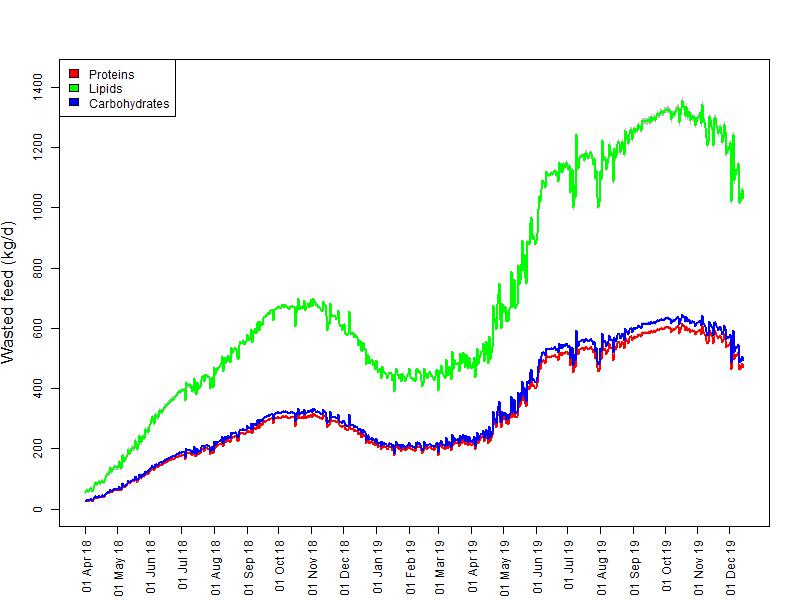 Proteins
Lipids
Carbohydrates
Wasted feed (kg/d)
1400
1200
1000
800
600
400
200
0
01 Apr 18
01 May 18
01 Jun 18
01 Jul 18
01 Aug 18
01 Sep 18
01 Oct 18
01 Nov 18
01 Dec 18
01 Jan 19
01 Feb 19
01 Mar 19
01 Apr 19
01 May 19
01 Jun 19
01 Jul 19
01 Aug 19
01 Sep 19
01 Oct 19
01 Nov 19
01 Dec 19